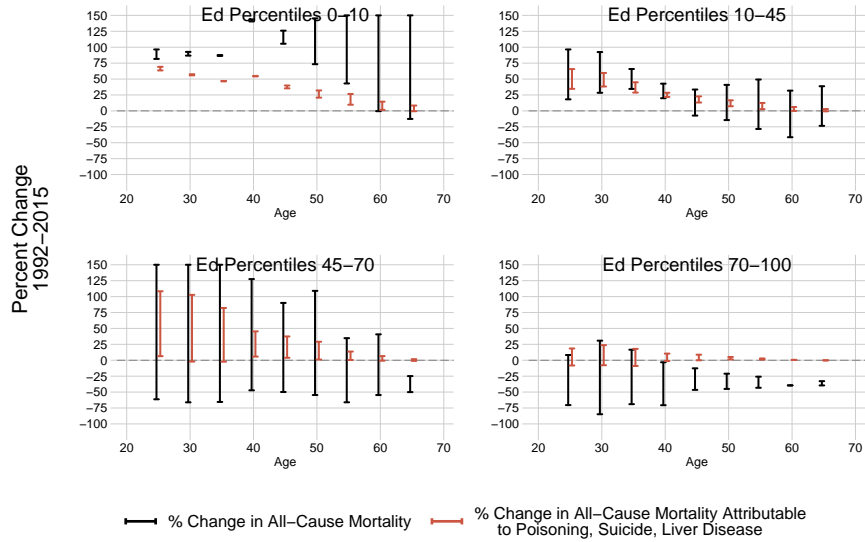 Ed Percentiles 0−10
150
125
100
75
50
25
0
−25
−50
−75
−100
20 30 40 50 60 70
Age
Ed Percentiles 10−45
150
125
100
75
50
25
0
−25
−50
−75
−100
20 30 40 50 60 70
Age
Percent Change
1992−2015
Ed Percentiles 45−70
150
125
100
75
50
25
0
−25
−50
−75
−100
20 30 40 50 60 70
Age
Ed Percentiles 70−100
150
125
100
75
50
25
0
−25
−50
−75
−100
20 30 40 50 60 70
Age
% Change in All−Cause Mortality
% Change in All−Cause Mortality Attributable
to Poisoning, Suicide, Liver Disease